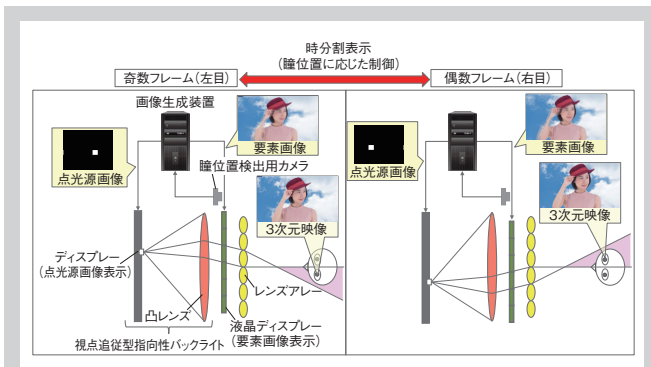 時分割表示
（瞳位置に応じた制御）
奇数フレーム（左目）
偶数フレーム（右目）
画像生成装置
要素画像
点光源画像
瞳位置検出用カメラ
3次元映像
ディスプレー
（点光源画像表示）
レンズアレー
凸レンズ
液晶ディスプレー
（要素画像表示）
視点追従型指向性バックライト
要素画像
点光源画像
3次元映像